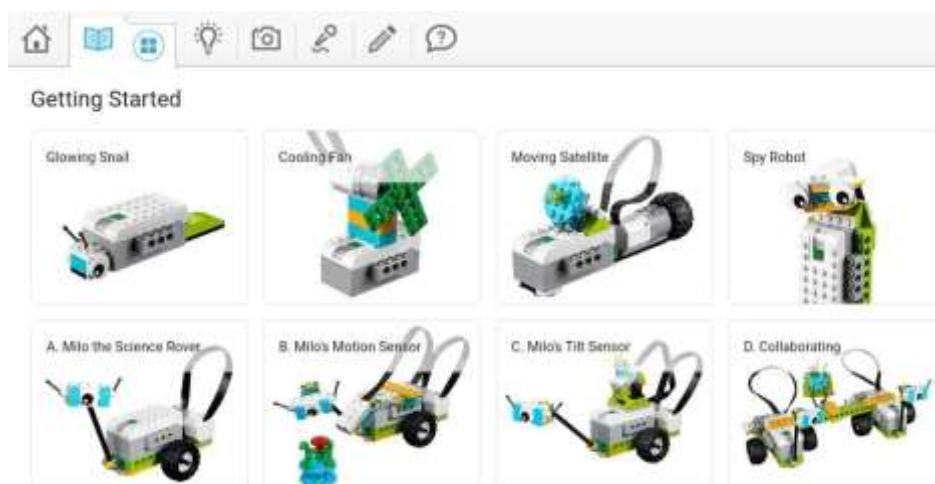 Getting Started
Glowing Snail
Cooling Fan
Moving Satellite
Spy Robot
A. Milo the Science Rover
B. Milo's Motion Sensor
C. Milo's Tilt Sensor
D. Collaborating